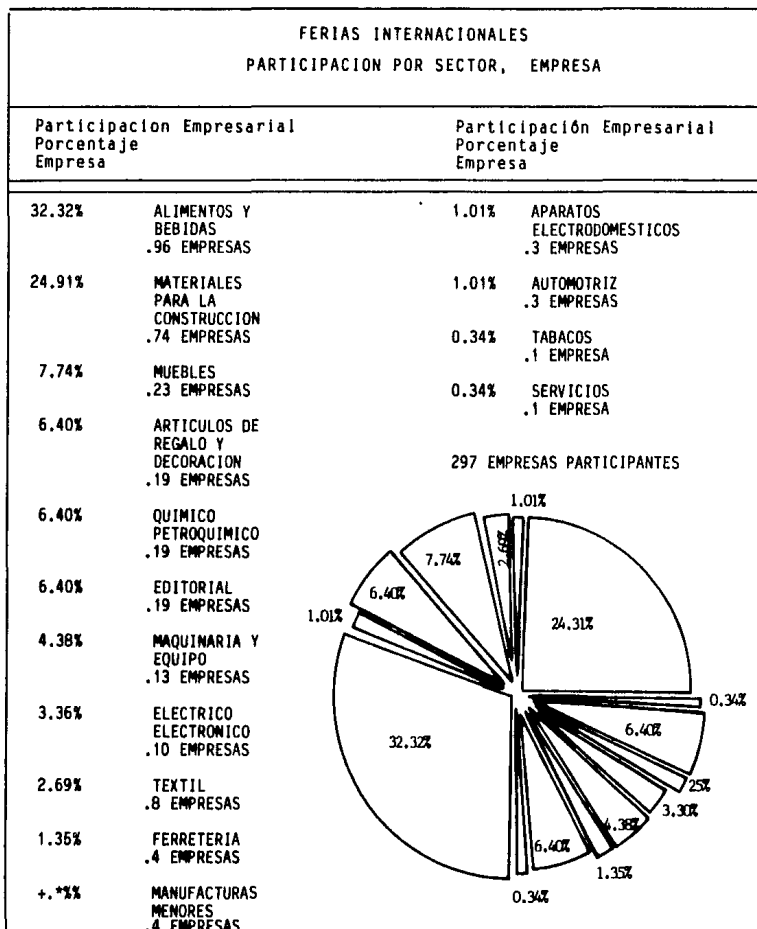 FERIAS INTERNACIONALES
PARTICIPACION POR SECTOR, EMPRESA
Participacion Empresarial
Porcentaje
Empresa
Participación Empresarial
Porcentaje
Empresa
32.32% ALIMENTOS Y
BEBIDAS
.96 EMPRESAS
24.91% MATERIALES
PARA LA
CONSTRUCCION
.74 EMPRESAS
7.74% MUEBLES
.23 EMPRESAS
6.40% ARTICULOS DE
REGALO Y
DECORACION
.19 EMPRESAS
6.40% QUIMICO
PETROQUIMICO
.19 EMPRESAS
6.40% EDITORIAL
.19 EMPRESAS
4.38% MAQUINARIA Y
EQUIPO
.13 EMPRESAS
3.36% ELECTRICO
ELECTRONICO
.10 EMPRESAS
2.69% TEXTIL
.8 EMPRESAS
1.35% FERRETERIA
.4 EMPRESAS
+.*%% MANUFACTURAS
MENORES
.4 EMPRESAS
1.01% APARATOS
ELECTRODOMESTICOS
.3 EMPRESAS
1.01% AUTOMOTRIZ
.3 EMPRESAS
0.34% TABACOS
.1 EMPRESA
0.34% SERVICIOS
.1 EMPRESA
297 EMPRESAS PARTICIPANTES
1.01%
2.69%
7.74%
6.40%
1.01%
24.31%
0.34%
6.40%
25%
3.30%
4.38%
1.35%
6.40%
0.34%
32.32%